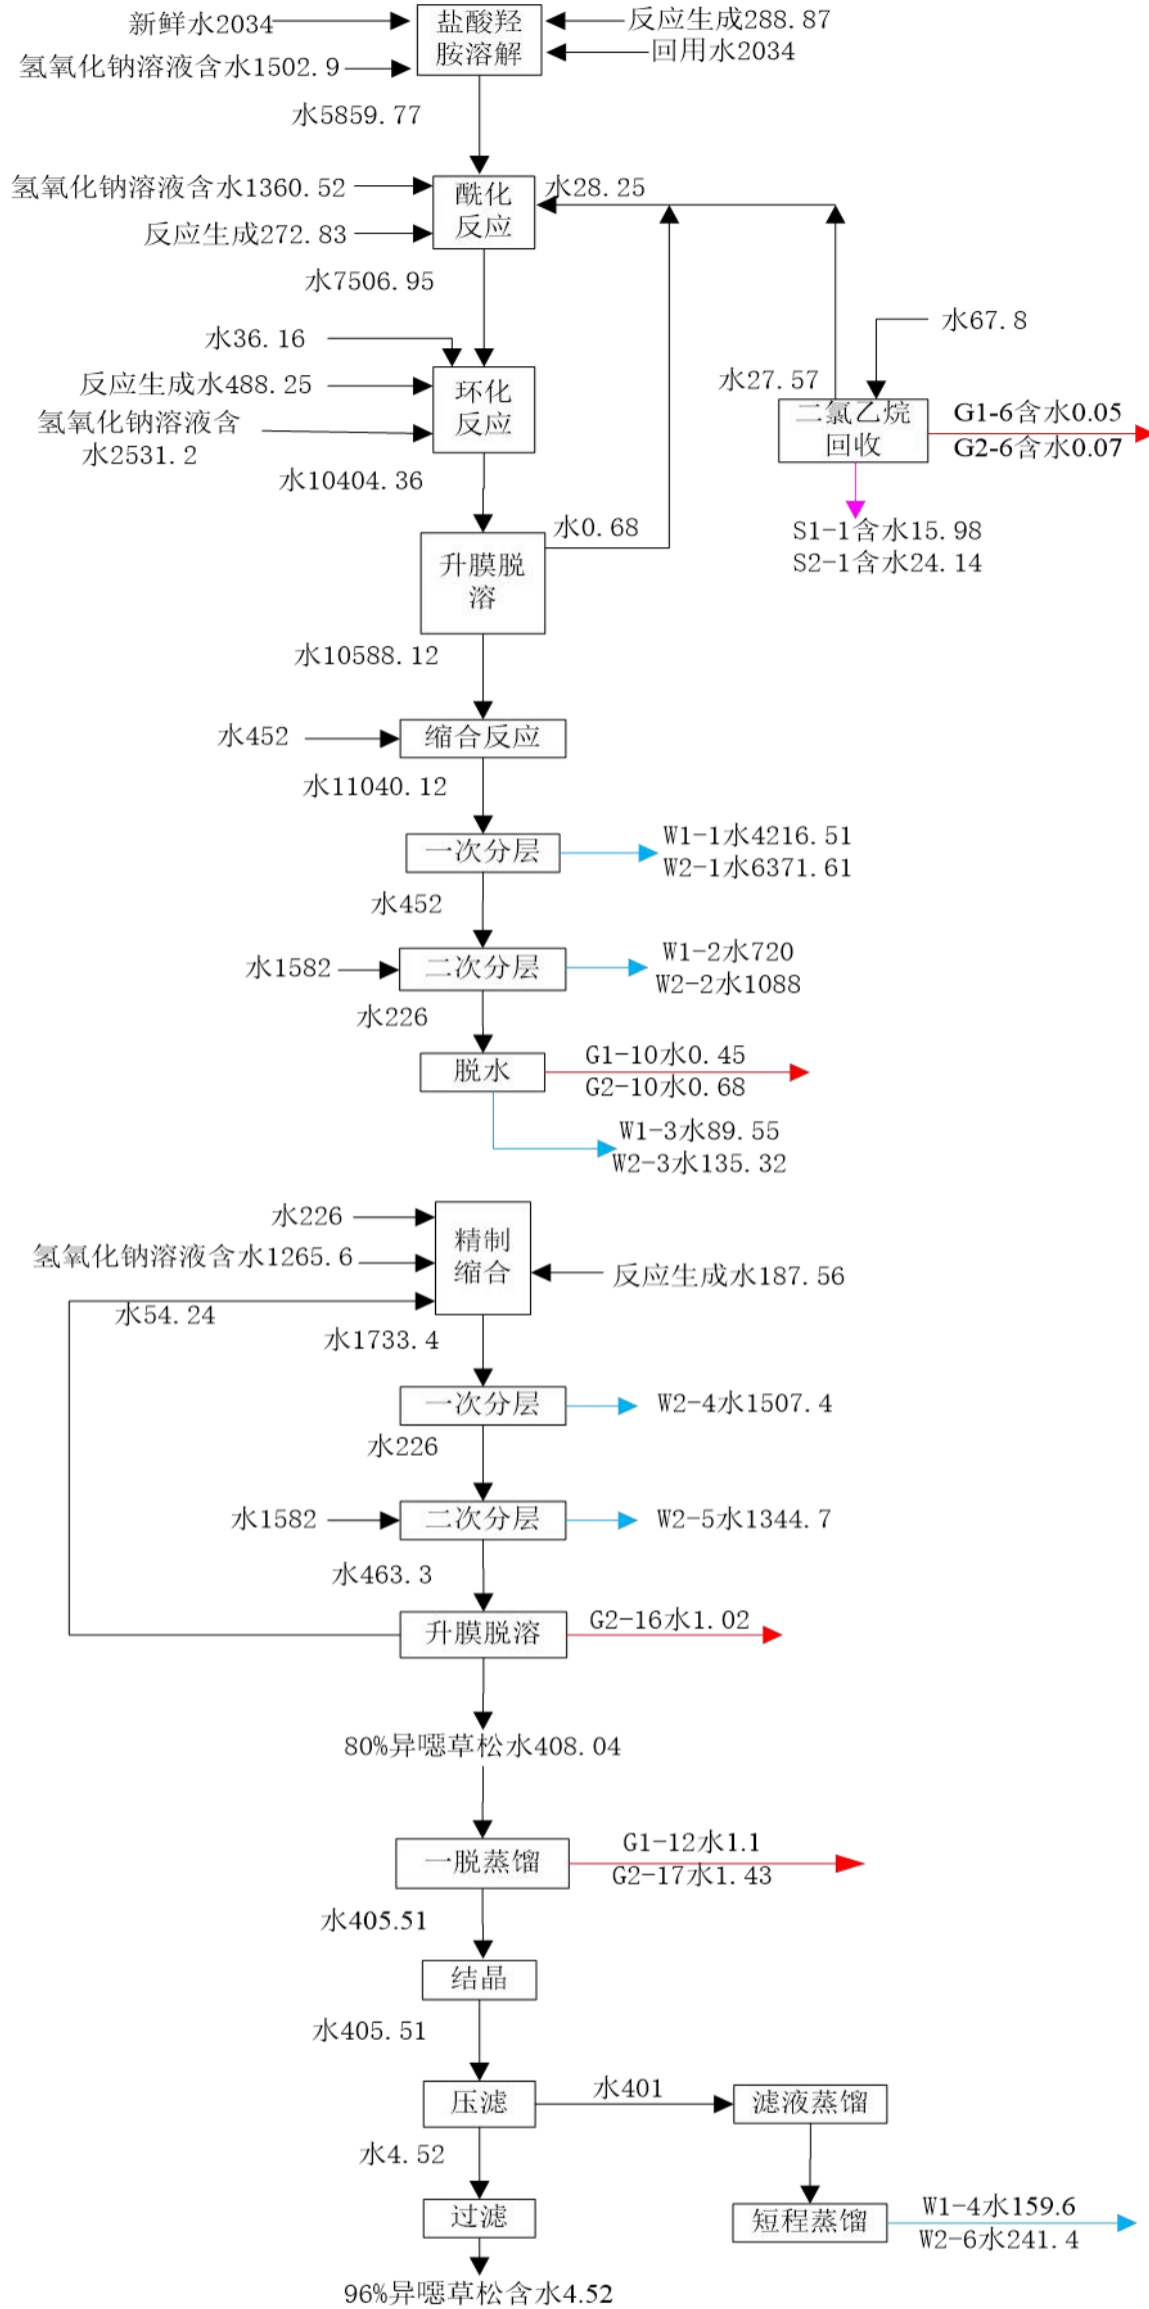 新鲜水2034
盐酸羟
胺溶解
反应生成288.87
回用水2034
氢氧化钠溶液含水1502.9
水5859.77
氢氧化钠溶液含水1360.52
酰化
反应
水28.25
反应生成272.83
水7506.95
水36.16
水67.8
反应生成水488.25
环化
反应
水27.57
二氯乙烷
回收
G1-6含水0.05
G2-6含水0.07
氢氧化钠溶液含
水2531.2
水10404.36
水0.68
S1-1含水15.98
S2-1含水24.14
升膜脱
溶
水10588.12
水452
缩合反应
水11040.12
一次分层
W1-1水4216.51
W2-1水6371.61
水452
水1582
二次分层
W1-2水720
W2-2水1088
水226
脱水
G1-10水0.45
G2-10水0.68
W1-3水89.55
W2-3水135.32
水226
精制
缩合
氢氧化钠溶液含水1265.6
反应生成水187.56
水54.24
水1733.4
一次分层
W2-4水1507.4
水226
水1582
二次分层
W2-5水1344.7
水463.3
升膜脱溶
G2-16水1.02
80%异噁草松水408.04
一脱蒸馏
G1-12水1.1
G2-17水1.43
水405.51
结晶
水405.51
压滤
水401
滤液蒸馏
水4.52
过滤
短程蒸馏
W1-4水159.6
W2-6水241.4
96%异噁草松含水4.52